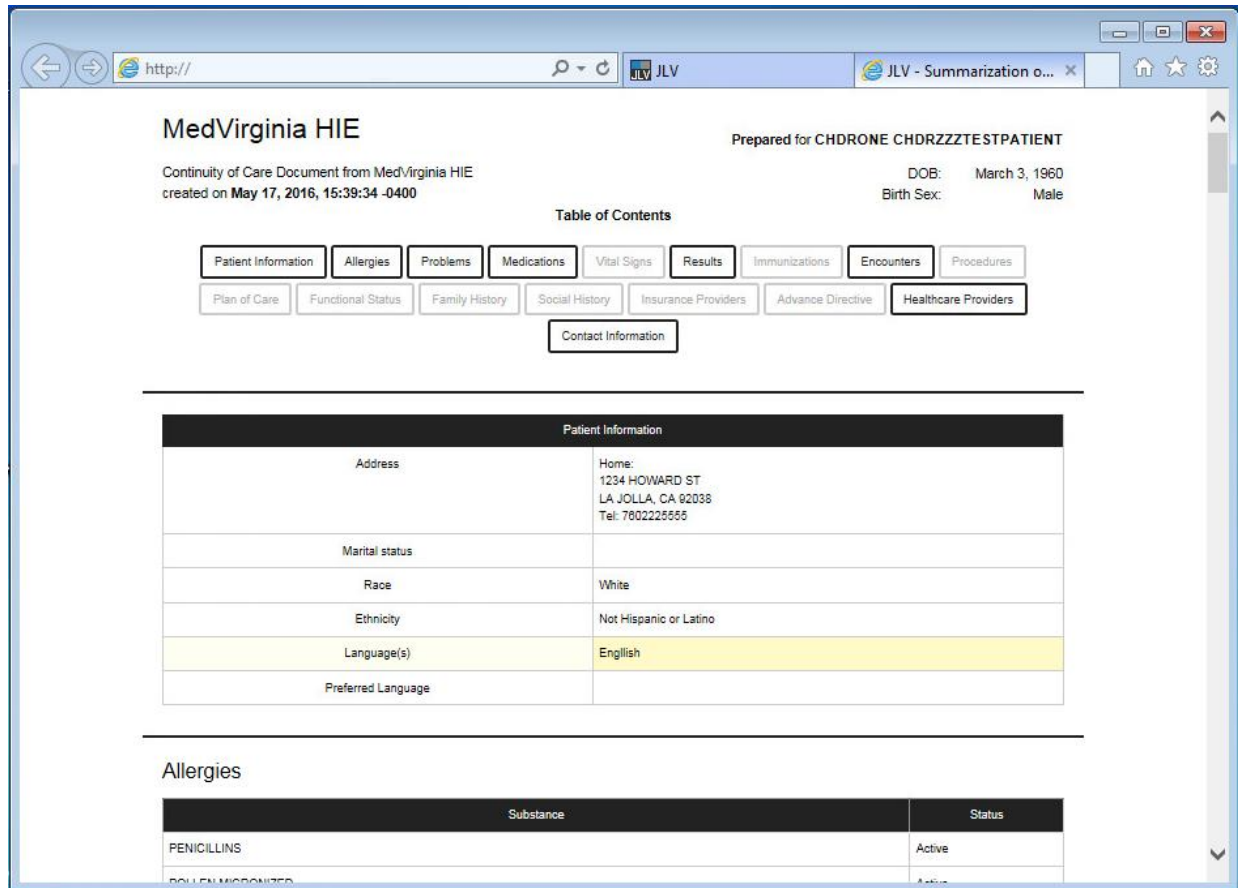 http://
JLV
JLV - Summarization o...
MedVirginia HIE
Prepared for CHDRONE CHDRZZZTESTPATIENT
Continuity of Care Document from MedVirginia HIE
created on May 17, 2016, 15:39:34 -0400
DOB: March 3, 1960
Birth Sex: Male
Table of Contents
Patient Information Allergies Problems Medications Vital Signs Results Immunizations Encounters Procedures
Plan of Care Functional Status Family History Social History Insurance Providers Advance Directive Healthcare Providers
Contact Information
Patient Information
Address Home:
1234 HOWARD ST
LA JOLLA, CA 92038
Tel: 7602225555
Marital status
Race White
Ethnicity Not Hispanic or Latino
Language(s) Engllish
Preferred Language
Allergies
Substance Status
PENICILLINS Active
POLLEN MICRONIZED Active